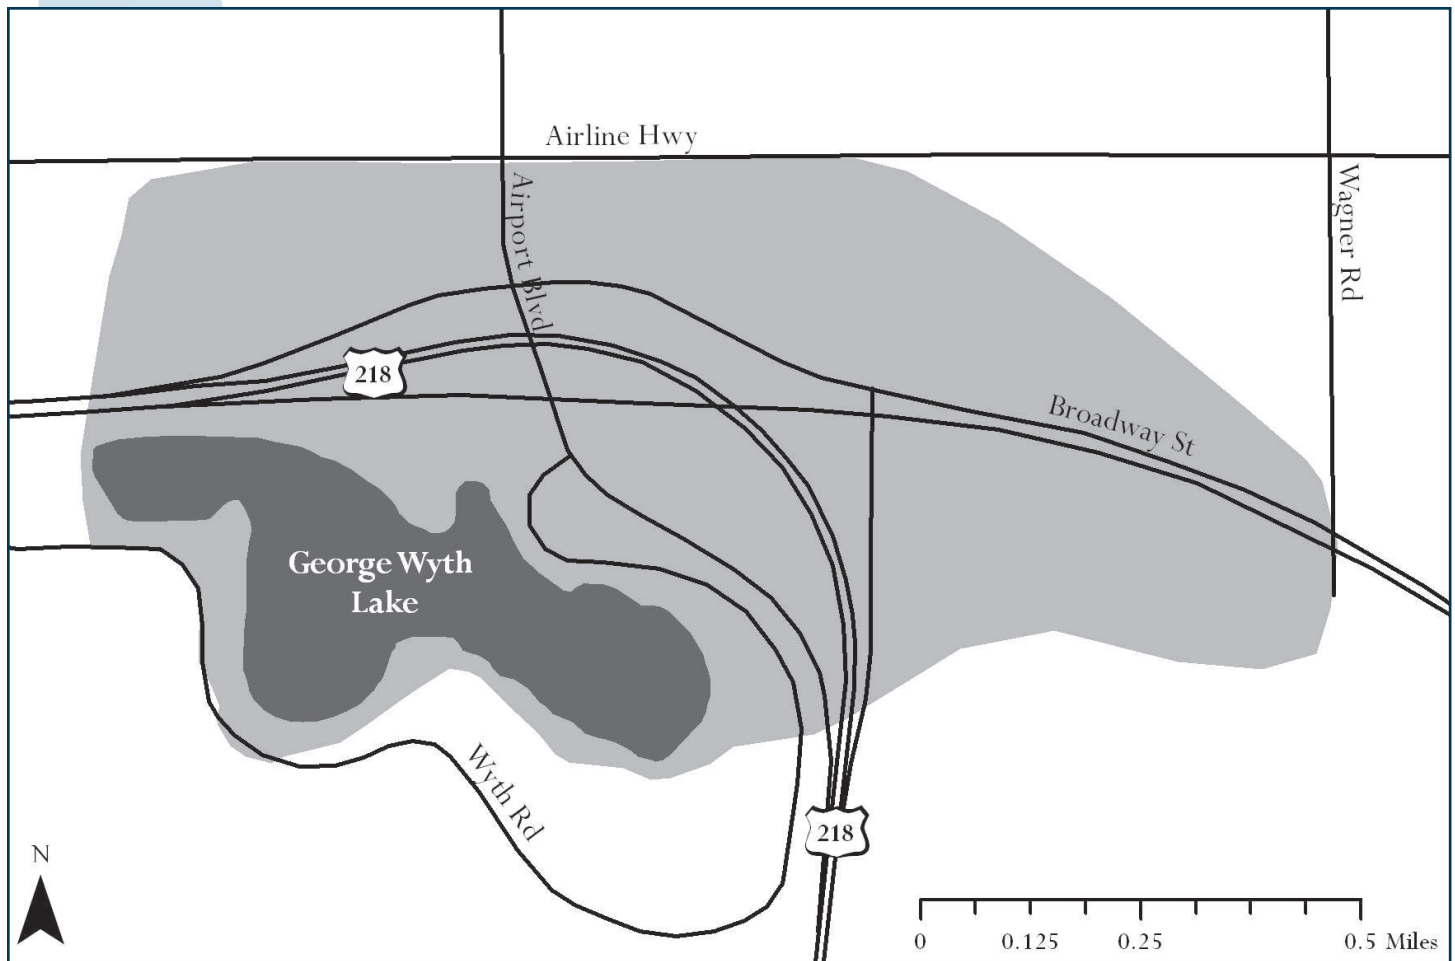 Airline Hwy
Airport Blvd
Wagner Rd
218
Broadway St
George Wyth
Lake
Wyth Rd
218
N
0 0.125 0.25 0.5 Miles